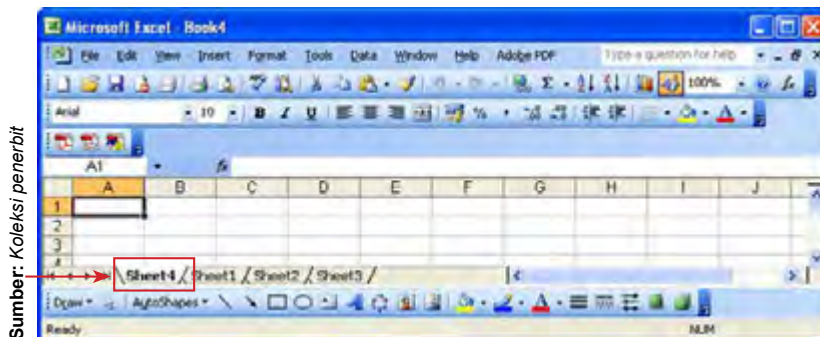 Microsoft Excel - Book4
File Edit View Insert Format Tools Data Window Help Adobe PDF Type a question for help
100%
Arial 10 B I U % ,
A1 fx
A B C D E F G H I J
1
2
3
4
Sheet4 Sheet1 Sheet2 Sheet3
Draw AutoShapes
Ready NUM
Sumber: Koleksi penerbit